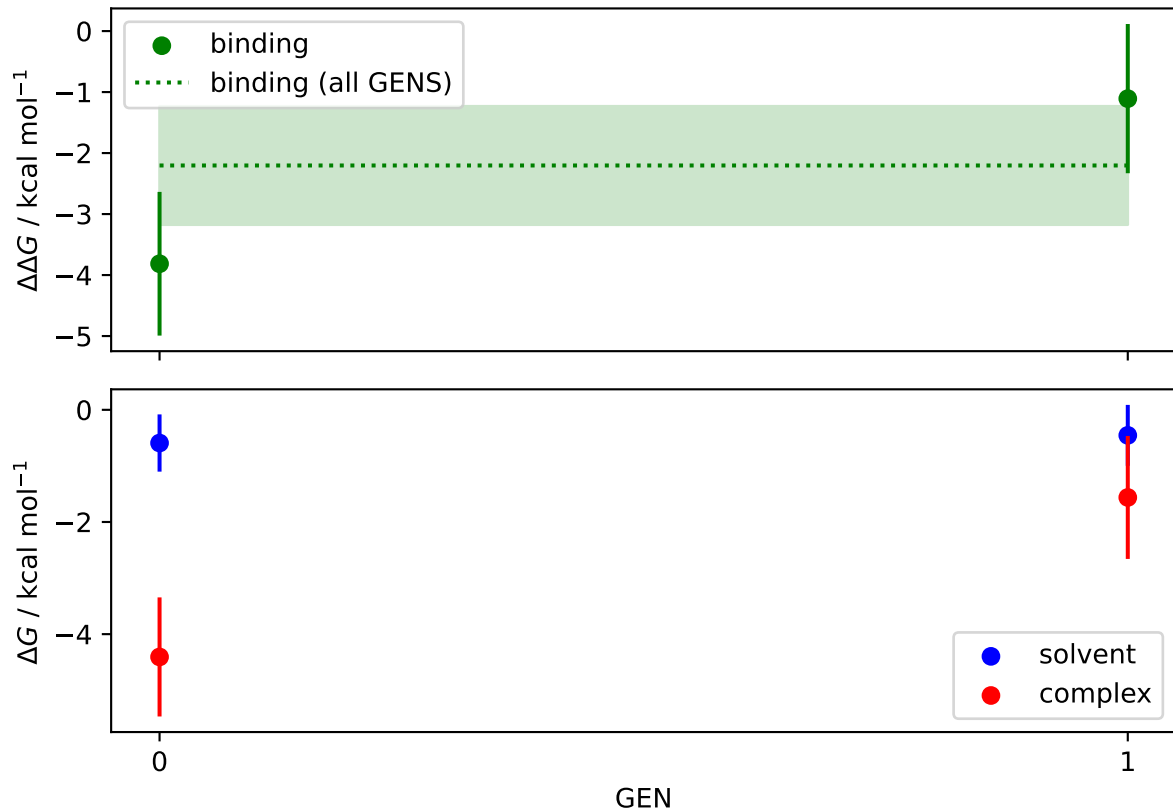 0
−1
−2
−3
−4
−5
ΔΔG / kcal mol⁻¹
binding
binding (all GENS)
0
−2
−4
ΔG / kcal mol⁻¹
solvent
complex
0
1
GEN